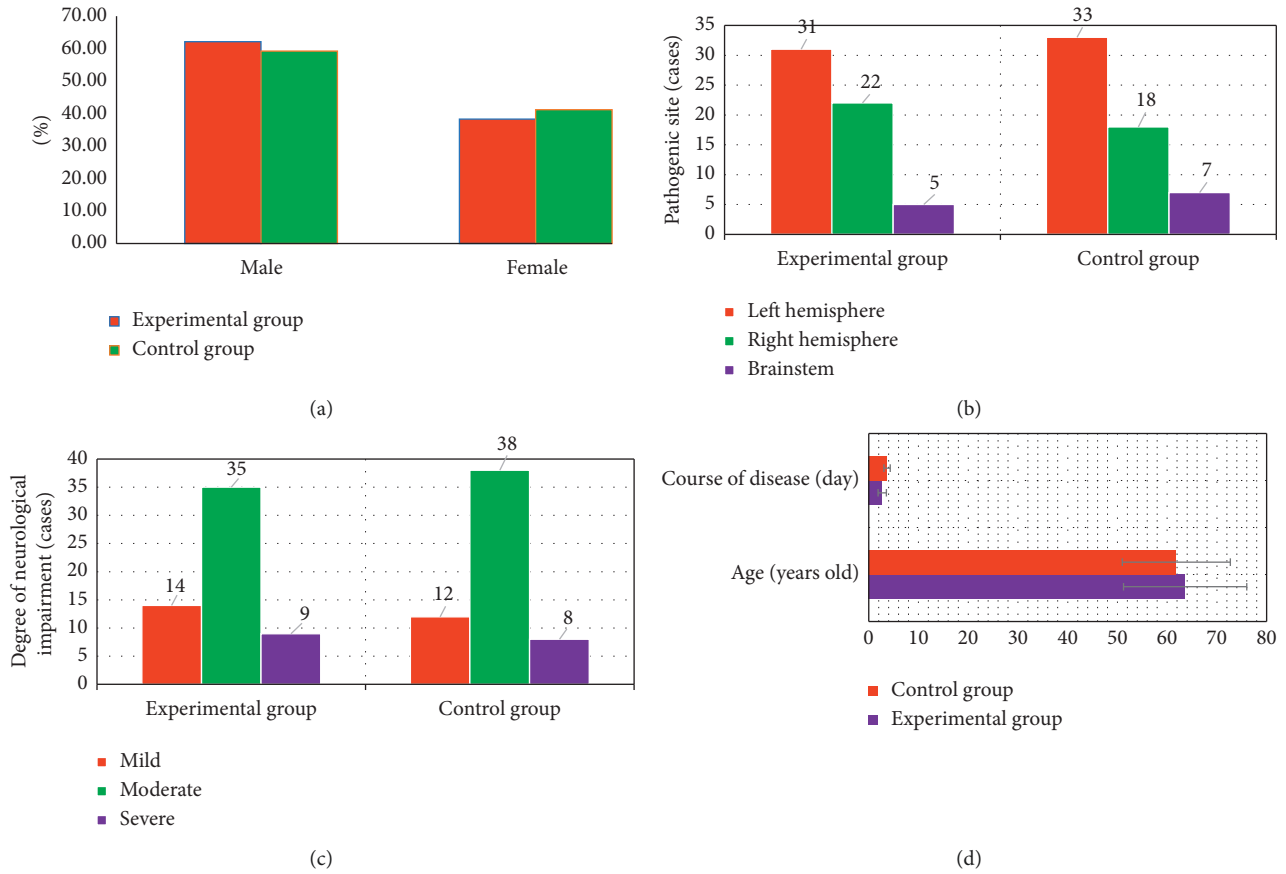 70.00
60.00
50.00
40.00
30.00
20.00
10.00
0.00
(%)
Male
Female
Experimental group
Control group
(a)
35
30
25
20
15
10
5
0
Pathogenic site (cases)
31
22
5
33
18
7
Experimental group
Control group
Left hemisphere
Right hemisphere
Brainstem
(b)
40
35
30
25
20
15
10
5
0
Degree of neurological
impairment (cases)
14
35
9
12
38
8
Experimental group
Control group
Mild
Moderate
Severe
(c)
Course of disease (day)
Age (years old)
0 10 20 30 40 50 60 70 80
Control group
Experimental group
(d)